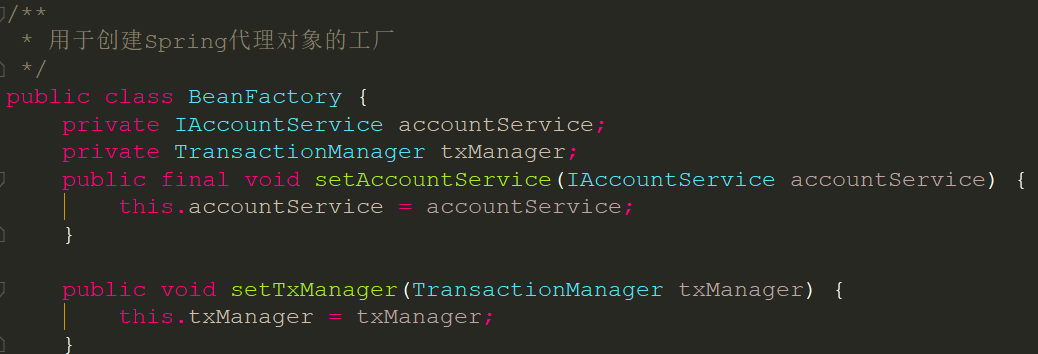 /**
 * 用于创建Spring代理对象的工厂
 */
public class BeanFactory {
    private IAccountService accountService;
    private TransactionManager txManager;
    public final void setAccountService(IAccountService accountService) {
        this.accountService = accountService;
    }

    public void setTxManager(TransactionManager txManager) {
        this.txManager = txManager;
    }